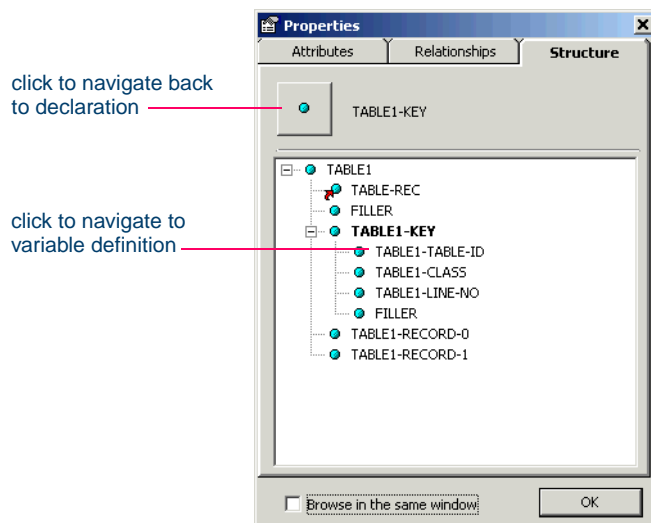 Properties
Attributes Relationships Structure
click to navigate back
to declaration
TABLE1-KEY
TABLE1
TABLE-REC
FILLER
click to navigate to
variable definition
TABLE1-KEY
TABLE1-TABLE-ID
TABLE1-CLASS
TABLE1-LINE-NO
FILLER
TABLE1-RECORD-0
TABLE1-RECORD-1
Browse in the same window
OK